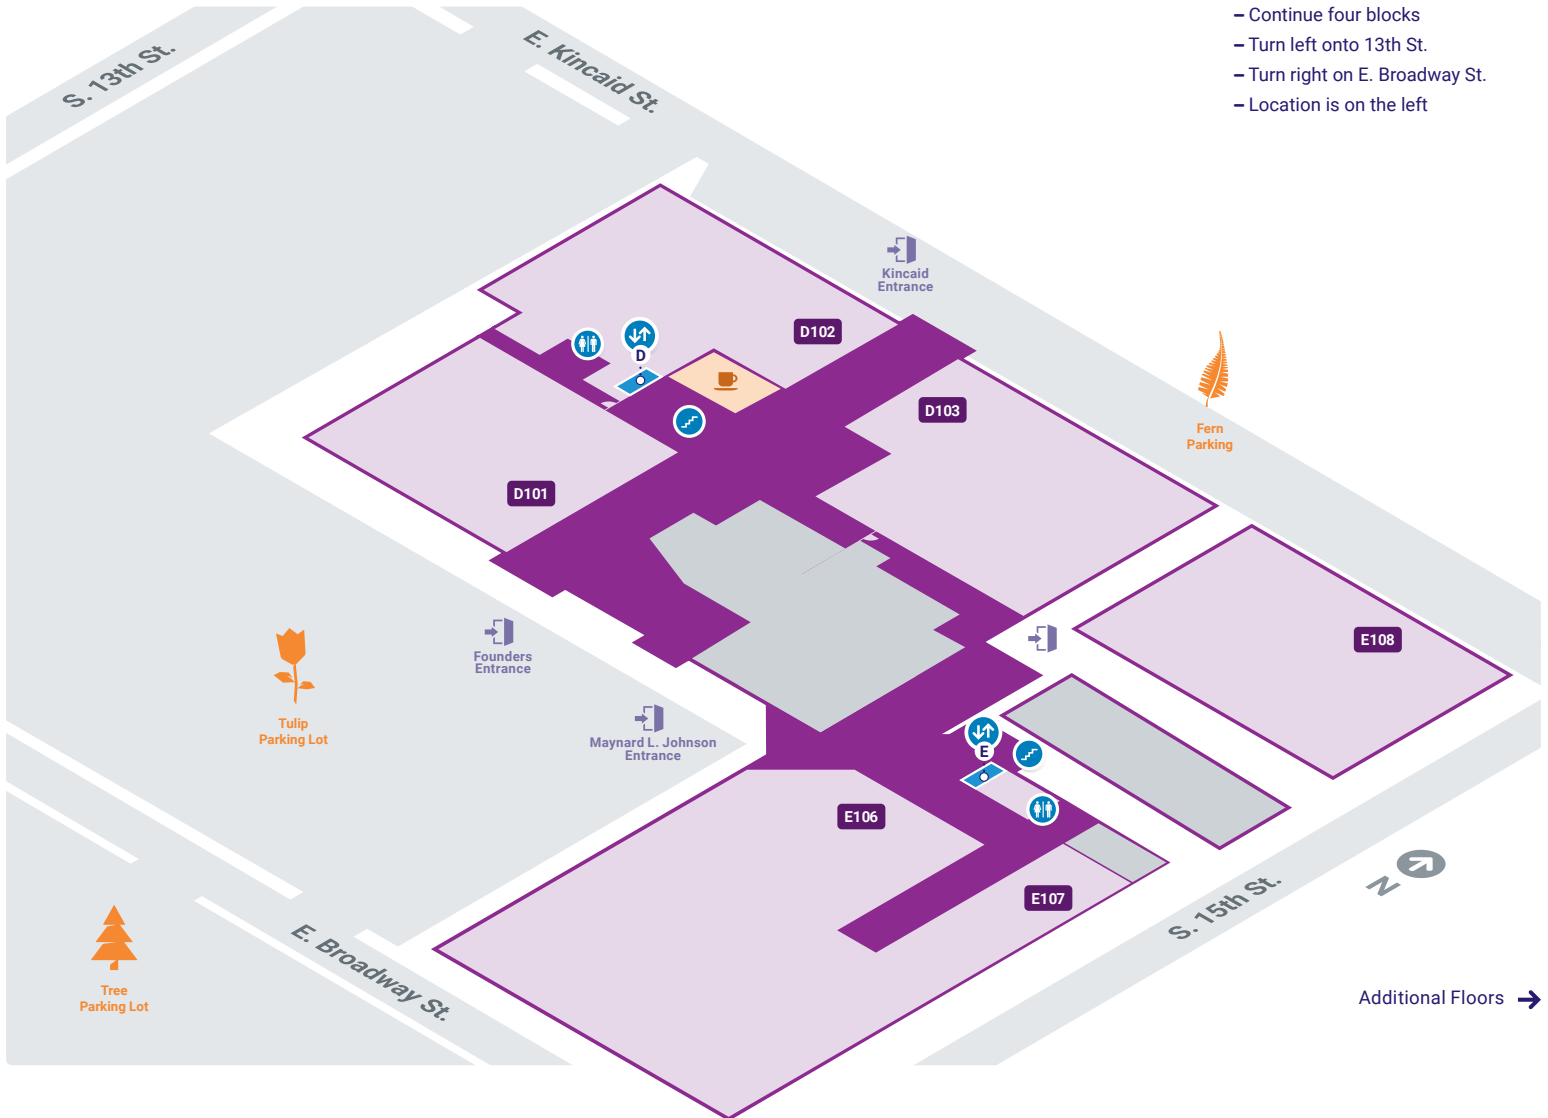 – Continue four blocks
– Turn left onto 13th St.
– Turn right on E. Broadway St.
– Location is on the left
S. 13th St.
E. Kincaid St.
Kincaid
Entrance
D102
D
D103
Fern
Parking
D101
Founders
Entrance
E108
Tulip
Parking Lot
Maynard L. Johnson
Entrance
E
E106
E107
N
S. 15th St.
E. Broadway St.
Tree
Parking Lot
Additional Floors →